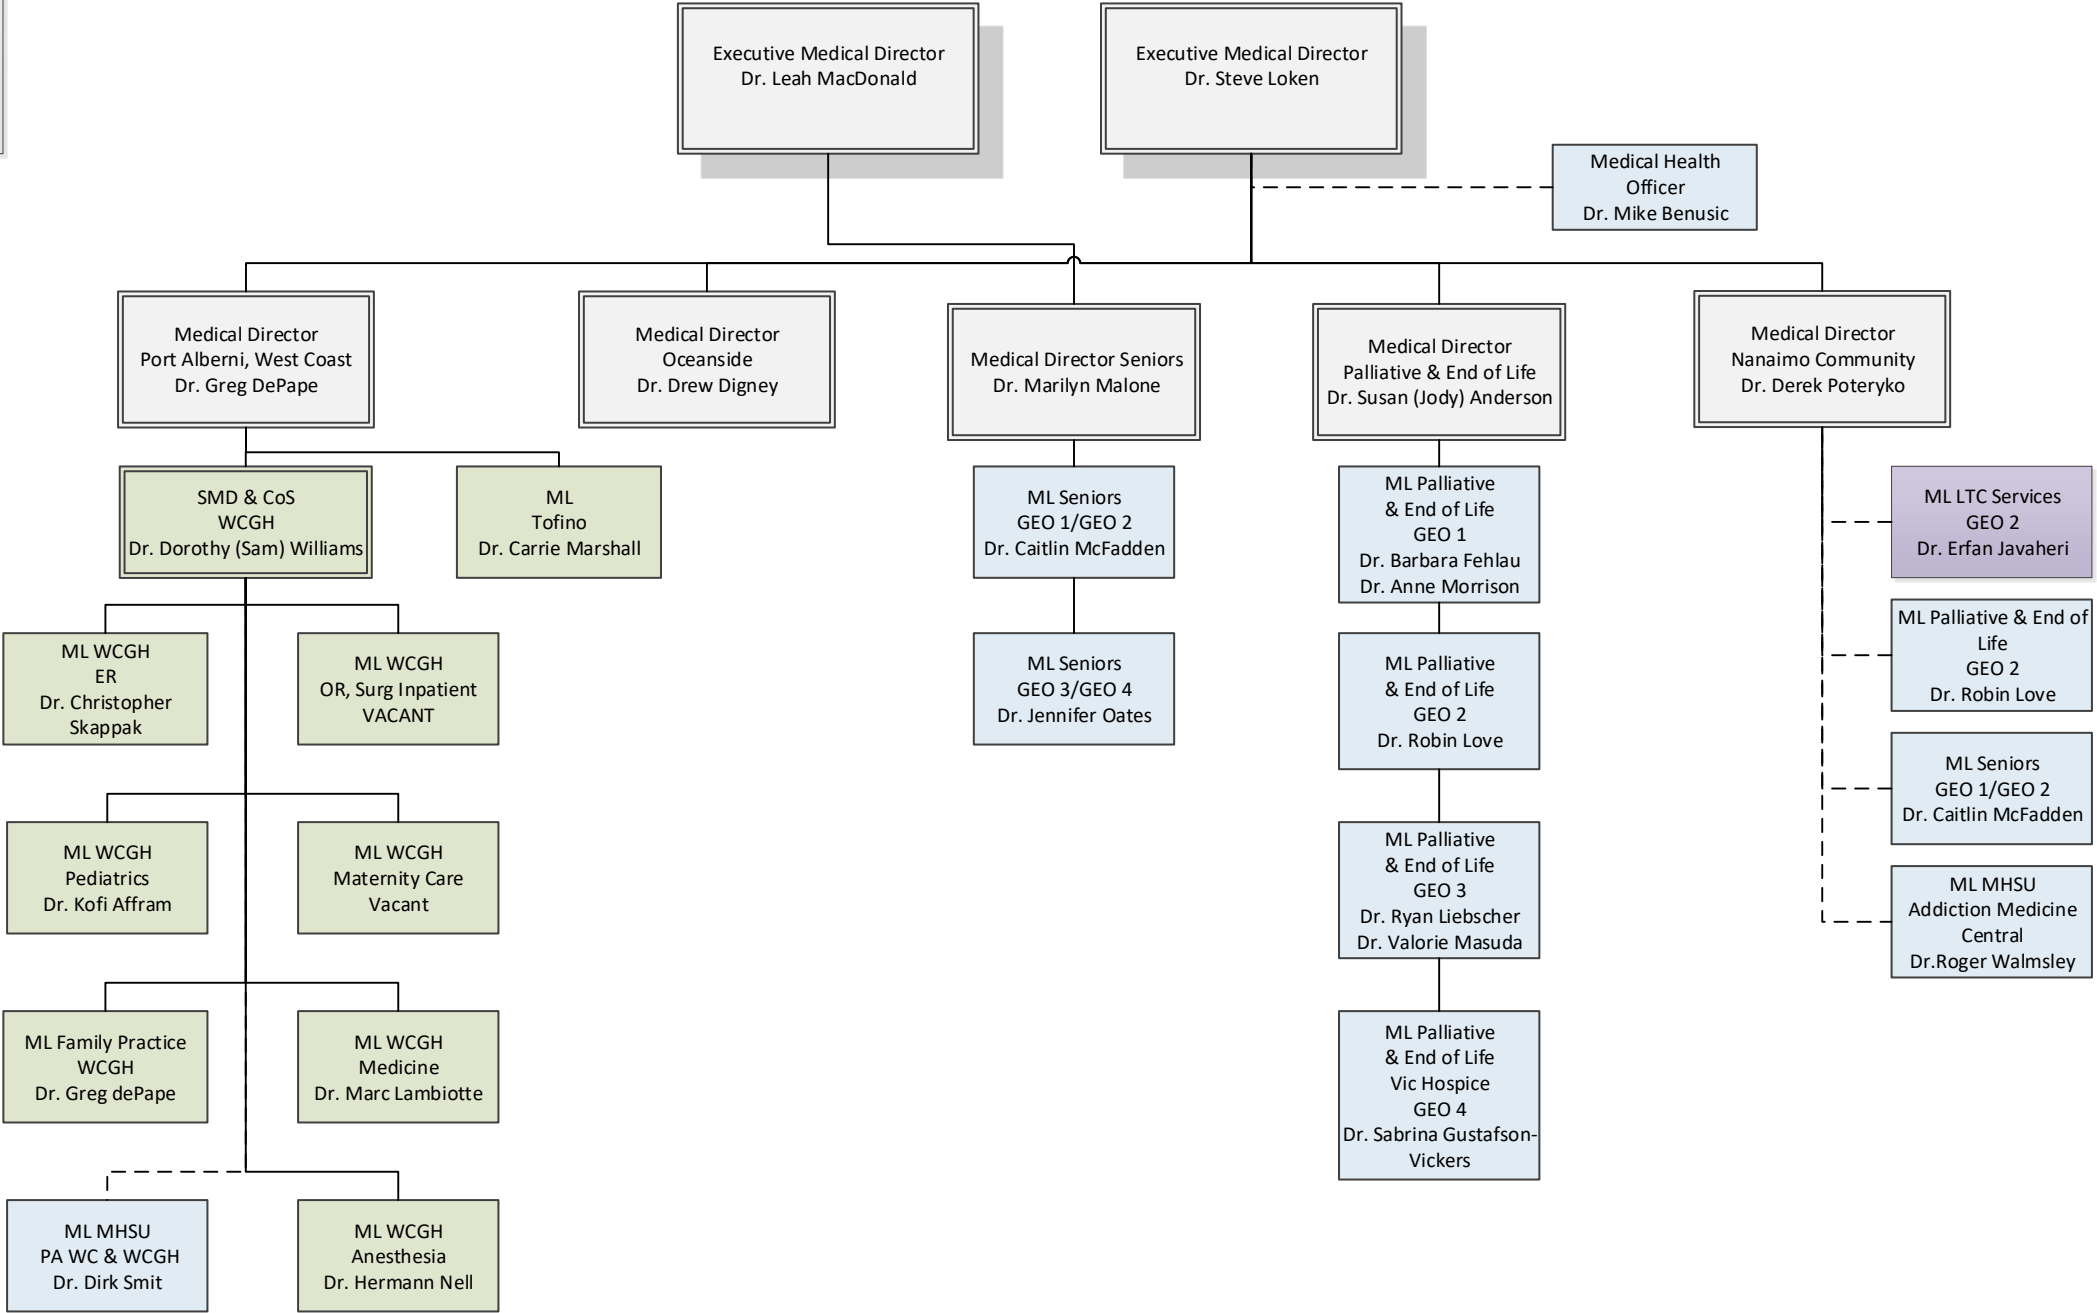 Executive Medical Director
Dr. Leah MacDonald
Executive Medical Director
Dr. Steve Loken
Medical Health
Officer
Dr. Mike Benusic
Medical Director
Port Alberni, West Coast
Dr. Greg DePape
Medical Director
Oceanside
Dr. Drew Digney
Medical Director Seniors
Dr. Marilyn Malone
Medical Director
Palliative & End of Life
Dr. Susan (Jody) Anderson
Medical Director
Nanaimo Community
Dr. Derek Poteryko
SMD & CoS
WCGH
Dr. Dorothy (Sam) Williams
ML
Tofino
Dr. Carrie Marshall
ML Seniors
GEO 1/GEO 2
Dr. Caitlin McFadden
ML Palliative
& End of Life
GEO 1
Dr. Barbara Fehlau
Dr. Anne Morrison
ML LTC Services
GEO 2
Dr. Erfan Javaheri
ML WCGH
ER
Dr. Christopher
Skappak
ML WCGH
OR, Surg Inpatient
VACANT
ML Seniors
GEO 3/GEO 4
Dr. Jennifer Oates
ML Palliative
& End of Life
GEO 2
Dr. Robin Love
ML Palliative & End of
Life
GEO 2
Dr. Robin Love
ML Seniors
GEO 1/GEO 2
Dr. Caitlin McFadden
ML WCGH
Pediatrics
Dr. Kofi Affram
ML WCGH
Maternity Care
Vacant
ML Palliative
& End of Life
GEO 3
Dr. Ryan Liebscher
Dr. Valorie Masuda
ML MHSU
Addiction Medicine
Central
Dr.Roger Walmsley
ML Family Practice
WCGH
Dr. Greg dePape
ML WCGH
Medicine
Dr. Marc Lambiotte
ML Palliative
& End of Life
Vic Hospice
GEO 4
Dr. Sabrina Gustafson-
Vickers
ML MHSU
PA WC & WCGH
Dr. Dirk Smit
ML WCGH
Anesthesia
Dr. Hermann Nell